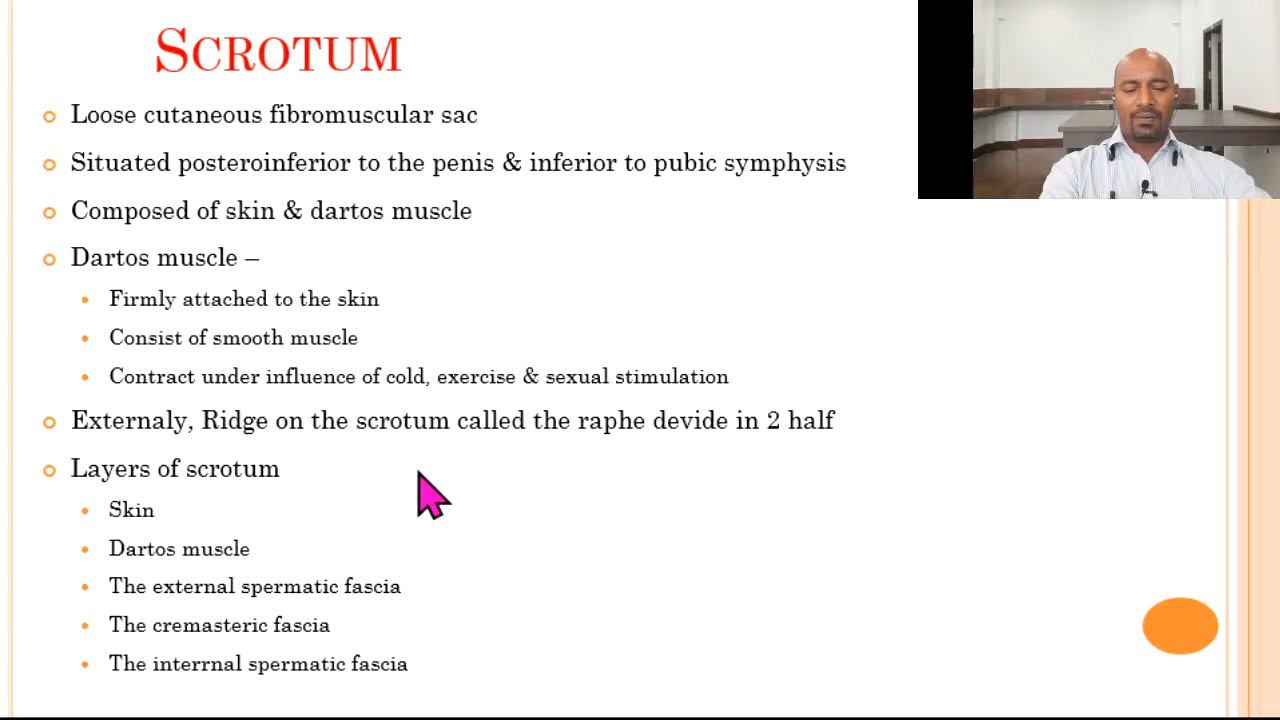 SCROTUM
Loose cutaneous fibromuscular sac
Situated posteroinferior to the penis & inferior to pubic symphysis
Composed of skin & dartos muscle
Dartos muscle –
Firmly attached to the skin
Consist of smooth muscle
Contract under influence of cold, exercise & sexual stimulation
Externaly, Ridge on the scrotum called the raphe devide in 2 half
Layers of scrotum
Skin
Dartos muscle
The external spermatic fascia
The cremasteric fascia
The interrnal spermatic fascia